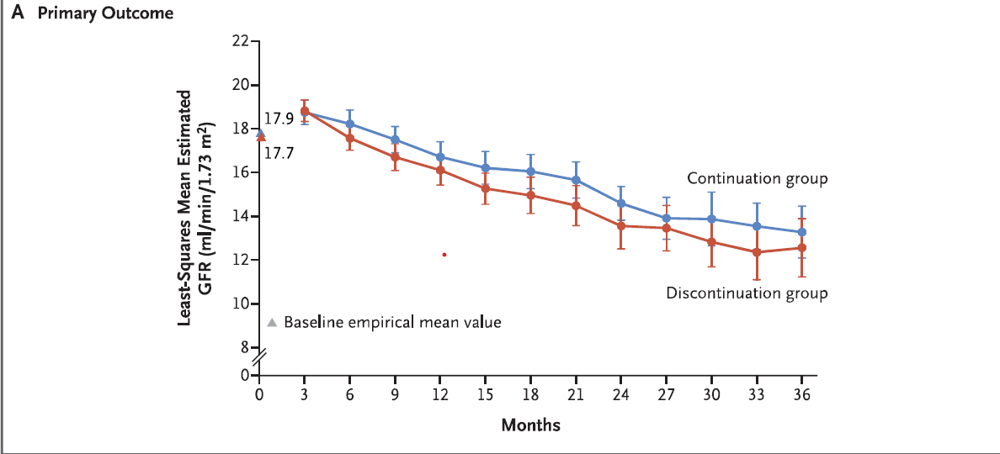 A Primary Outcome
Least-Squares Mean Estimated
GFR (ml/min/1.73 m²)
22
20
18
16
14
12
10
8
0
17.9
17.7
Continuation group
Discontinuation group
Baseline empirical mean value
0 3 6 9 12 15 18 21 24 27 30 33 36
Months